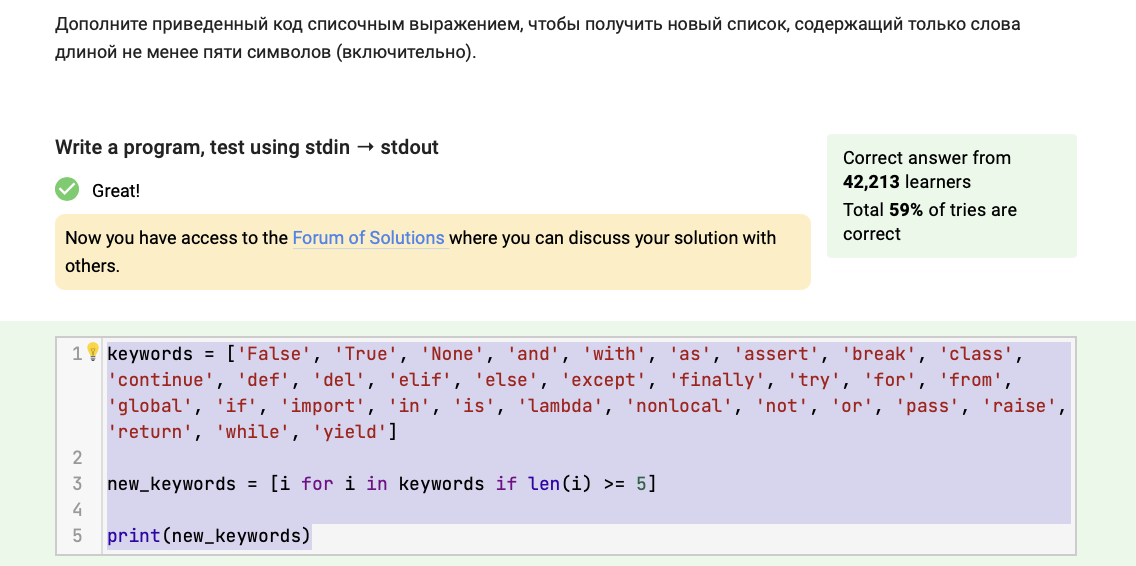 Дополните приведенный код списочным выражением, чтобы получить новый список, содержащий только слова
длиной не менее пяти символов (включительно).
Write a program, test using stdin → stdout
Great!
Now you have access to the Forum of Solutions where you can discuss your solution with
others.
Correct answer from
42,213 learners
Total 59% of tries are
correct
1 keywords = ['False', 'True', 'None', 'and', 'with', 'as', 'assert', 'break', 'class',
'continue', 'def', 'del', 'elif', 'else', 'except', 'finally', 'try', 'for', 'from',
'global', 'if', 'import', 'in', 'is', 'lambda', 'nonlocal', 'not', 'or', 'pass', 'raise',
'return', 'while', 'yield']
2
3 new_keywords = [i for i in keywords if len(i) >= 5]
4
5 print(new_keywords)